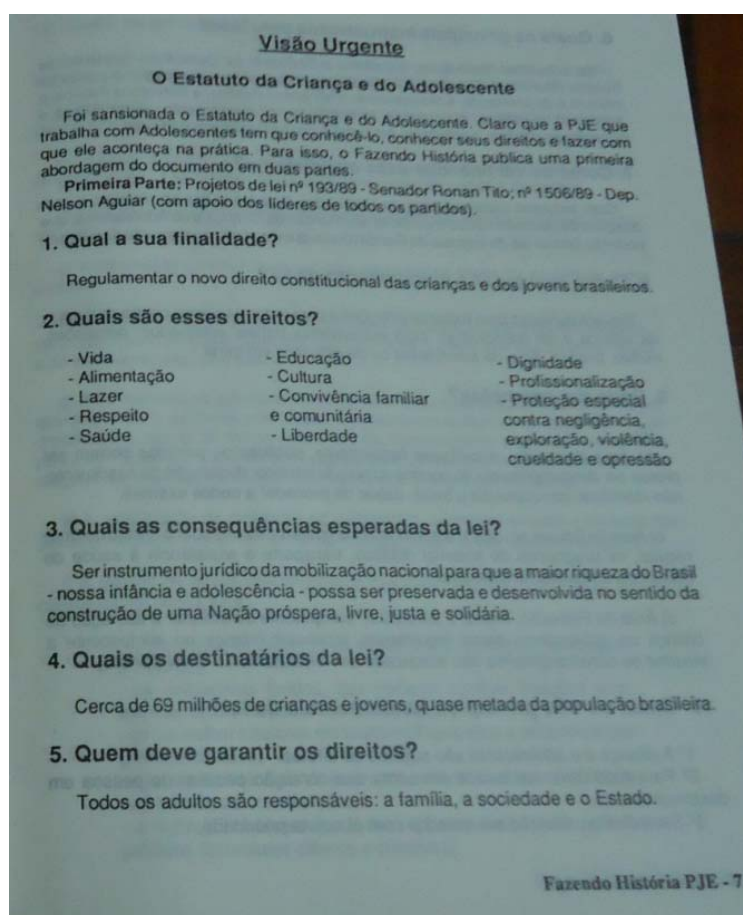 Visão Urgente
O Estatuto da Criança e do Adolescente
Foi sansionada o Estatuto da Criança e do Adolescente. Claro que a PJE que
trabalha com Adolescentes tem que conhecê-lo, conhecer seus direitos e fazer com
que ele aconteça na prática. Para isso, o Fazendo História publica uma primeira
abordagem do documento em duas partes.
Primeira Parte: Projetos de lei nº 193/89 - Senador Ronan Tito; nº 1506/89 - Dep.
Nelson Aguiar (com apoio dos líderes de todos os partidos).
1. Qual a sua finalidade?
Regulamentar o novo direito constitucional das crianças e dos jovens brasileiros.
2. Quais são esses direitos?
- Vida
- Alimentação
- Lazer
- Respeito
- Saúde
- Educação
- Cultura
- Convivência familiar
e comunitária
- Liberdade
- Dignidade
- Profissionalização
- Proteção especial
contra negligência,
exploração, violência,
crueldade e opressão
3. Quais as consequências esperadas da lei?
Ser instrumento jurídico da mobilização nacional para que a maior riqueza do Brasil
- nossa infância e adolescência - possa ser preservada e desenvolvida no sentido da
construção de uma Nação próspera, livre, justa e solidária.
4. Quais os destinatários da lei?
Cerca de 69 milhões de crianças e jovens, quase metada da população brasileira.
5. Quem deve garantir os direitos?
Todos os adultos são responsáveis: a família, a sociedade e o Estado.
Fazendo História PJE - 7